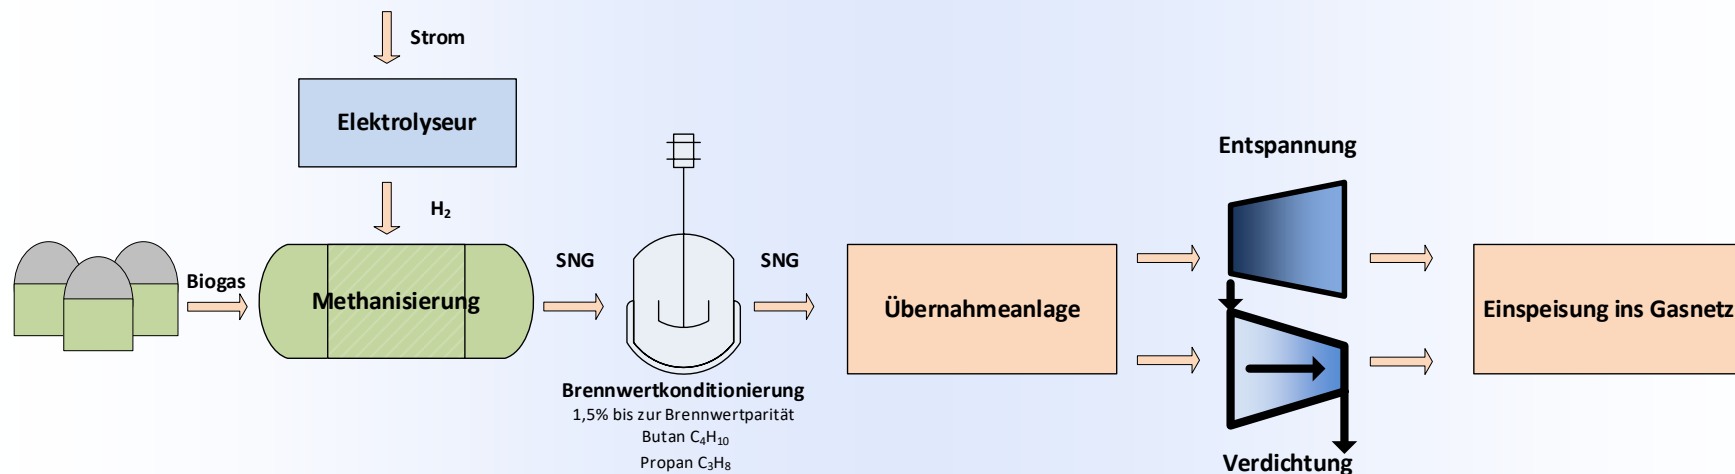 Strom
Elektrolyseur
H₂
Biogas
Methanisierung
SNG
Brennwertkonditionierung
1,5% bis zur Brennwertparität
Butan C₄H₁₀
Propan C₃H₈
SNG
Übernahmeanlage
Entspannung
Verdichtung
Einspeisung ins Gasnetz